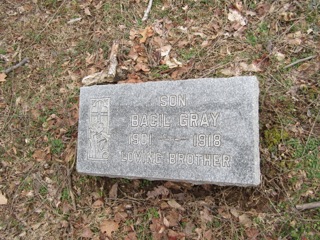 SON
BASIL GRAY
1901 1918
LOVING BROTHER